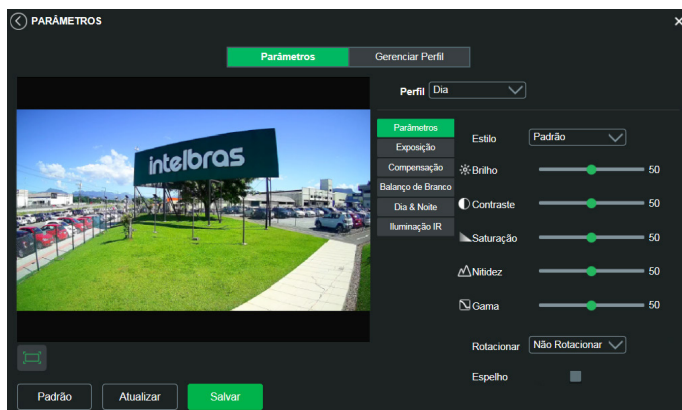 PARÂMETROS
Parâmetros Gerenciar Perfil
Perfil Dia
intelbras
Parâmetros
Exposição
Compensação
Balanço de Branco
Dia & Noite
Iluminação IR
Estilo Padrão
Brilho 50
Contraste 50
Saturação 50
Nitidez 50
Gama 50
Rotacionar Não Rotacionar
Espelho
Padrão Atualizar Salvar